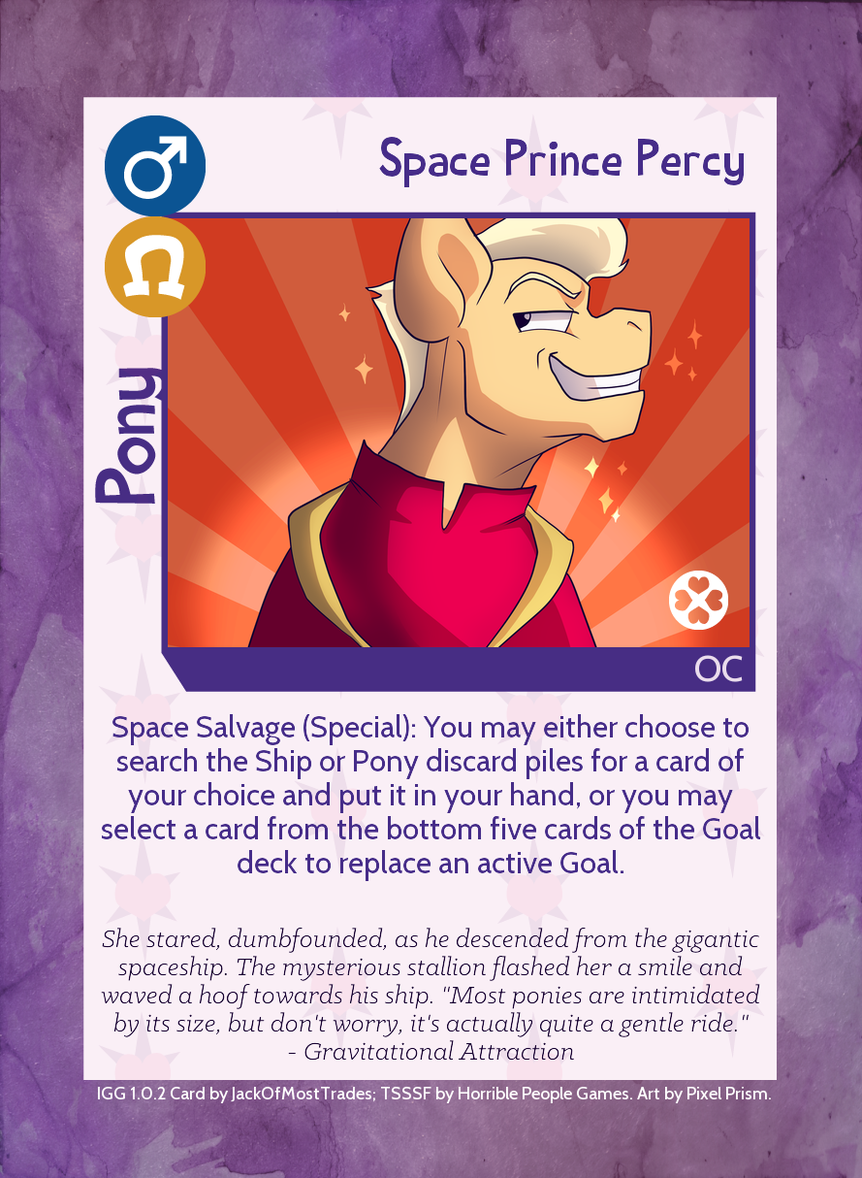 Space Prince Percy
Pony
OC
Space Salvage (Special): You may either choose to
search the Ship or Pony discard piles for a card of
your choice and put it in your hand, or you may
select a card from the bottom five cards of the Goal
deck to replace an active Goal.
She stared, dumbfounded, as he descended from the gigantic
spaceship. The mysterious stallion flashed her a smile and
waved a hoof towards his ship. "Most ponies are intimidated
by its size, but don't worry, it's actually quite a gentle ride."
- Gravitational Attraction
IGG 1.0.2 Card by JackOfMostTrades; TSSSF by Horrible People Games. Art by Pixel Prism.